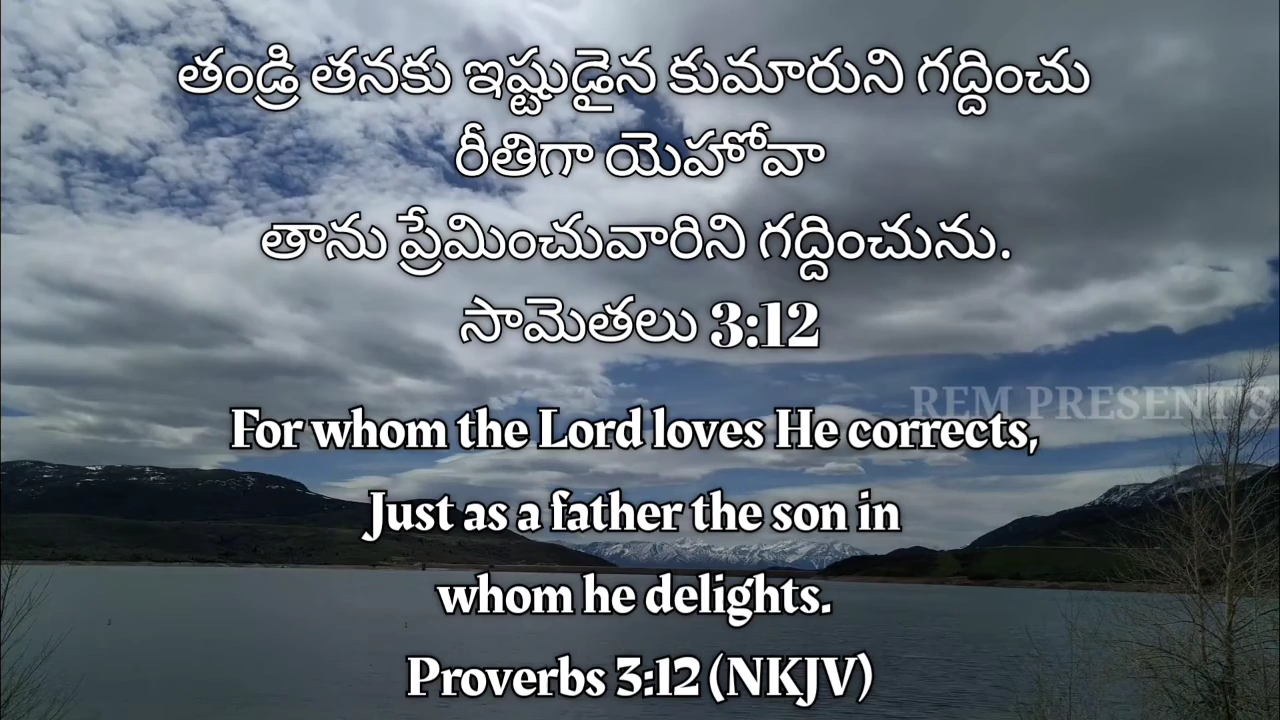 తండ్రి తనకు ఇష్టుడైన కుమారుని గద్దించు
రీతిగా యెహోవా
తాను ప్రేమించువారిని గద్దించును.
సామెతలు 3:12
REM PRESENTS
For whom the Lord loves He corrects,
Just as a father the son in
whom he delights.
Proverbs 3:12 (NKJV)